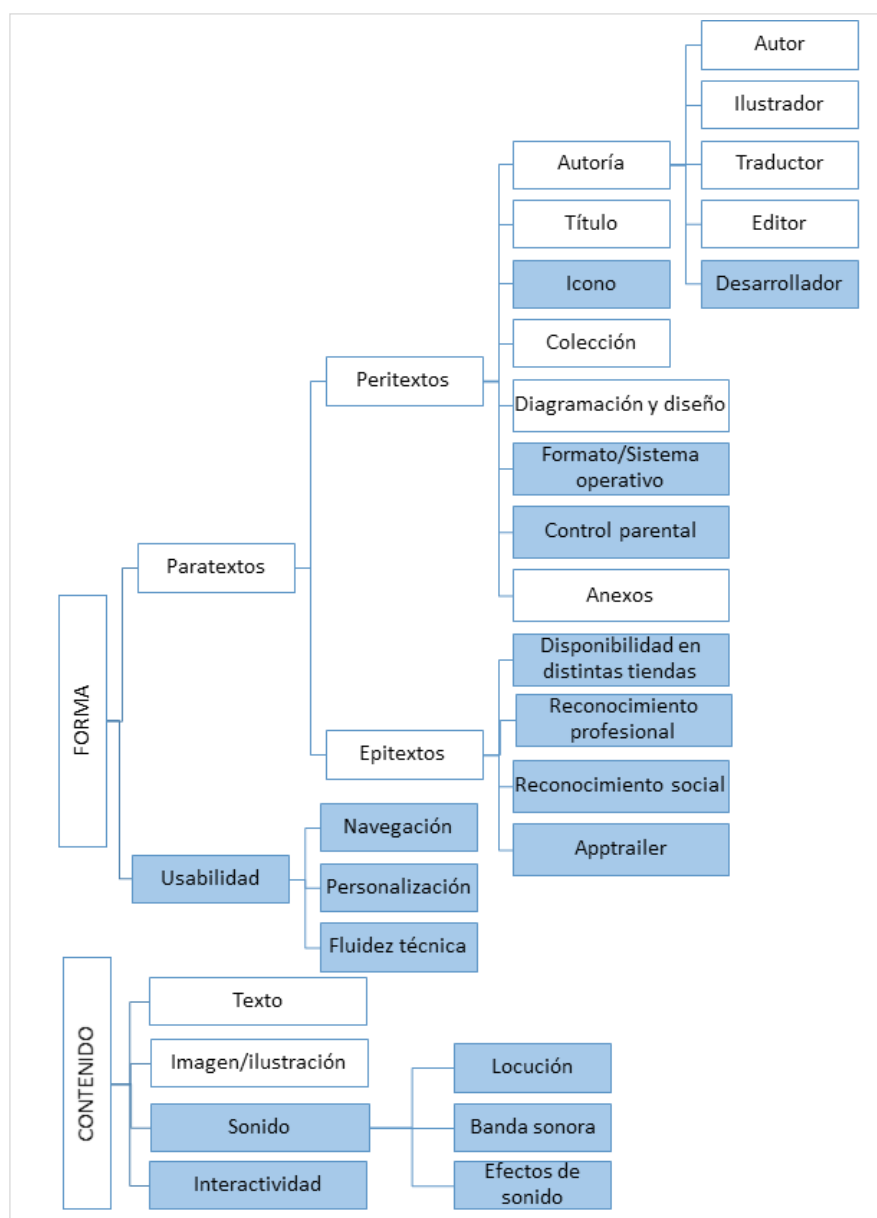 FORMA
Paratextos
Peritextos
Autoría
Autor
Ilustrador
Traductor
Editor
Desarrollador
Título
Icono
Colección
Diagramación y diseño
Formato/Sistema
operativo
Control parental
Anexos
Epitextos
Disponibilidad en
distintas tiendas
Reconocimiento
profesional
Reconocimiento social
Apptrailer
Usabilidad
Navegación
Personalización
Fluidez técnica
CONTENIDO
Texto
Imagen/ilustración
Sonido
Locución
Banda sonora
Efectos de
sonido
Interactividad